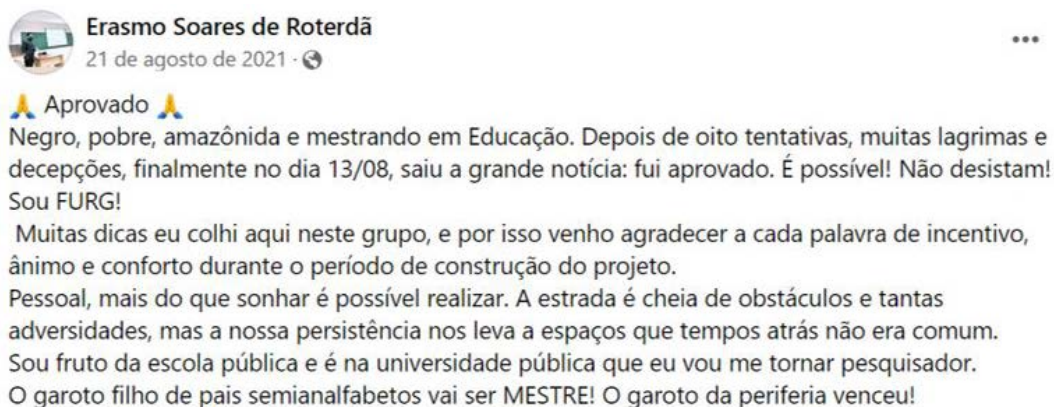 Erasmo Soares de Roterdã
21 de agosto de 2021 ·
🙏 Aprovado 🙏
Negro, pobre, amazônida e mestrando em Educação. Depois de oito tentativas, muitas lagrimas e
decepções, finalmente no dia 13/08, saiu a grande notícia: fui aprovado. É possível! Não desistam!
Sou FURG!
Muitas dicas eu colhi aqui neste grupo, e por isso venho agradecer a cada palavra de incentivo,
ânimo e conforto durante o período de construção do projeto.
Pessoal, mais do que sonhar é possível realizar. A estrada é cheia de obstáculos e tantas
adversidades, mas a nossa persistência nos leva a espaços que tempos atrás não era comum.
Sou fruto da escola pública e é na universidade pública que eu vou me tornar pesquisador.
O garoto filho de pais semianalfabetos vai ser MESTRE! O garoto da periferia venceu!